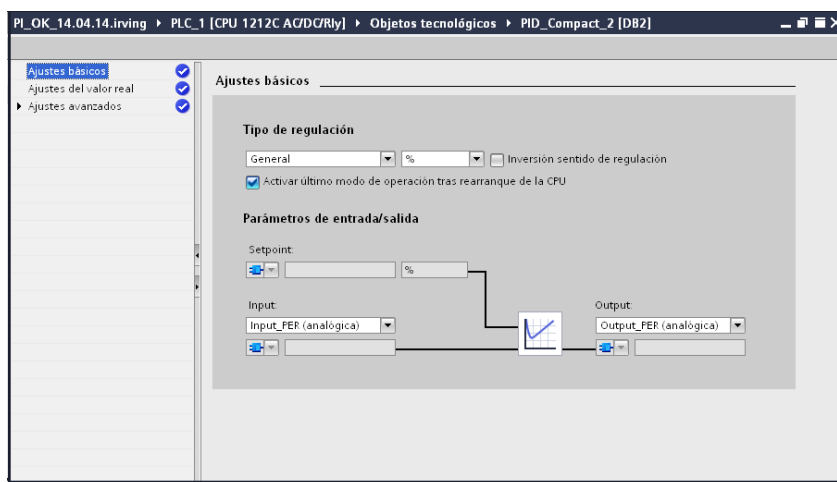 PI_OK_14.04.14.irving ▸ PLC_1 [CPU 1212C AC/DC/Rly] ▸ Objetos tecnológicos ▸ PID_Compact_2 [DB2]
Ajustes básicos
Ajustes del valor real
Ajustes avanzados
Ajustes básicos
Tipo de regulación
General % Inversión sentido de regulación
Activar último modo de operación tras rearranque de la CPU
Parámetros de entrada/salida
Setpoint:
%
Input: Output:
Input_PER (analógica) Output_PER (analógica)